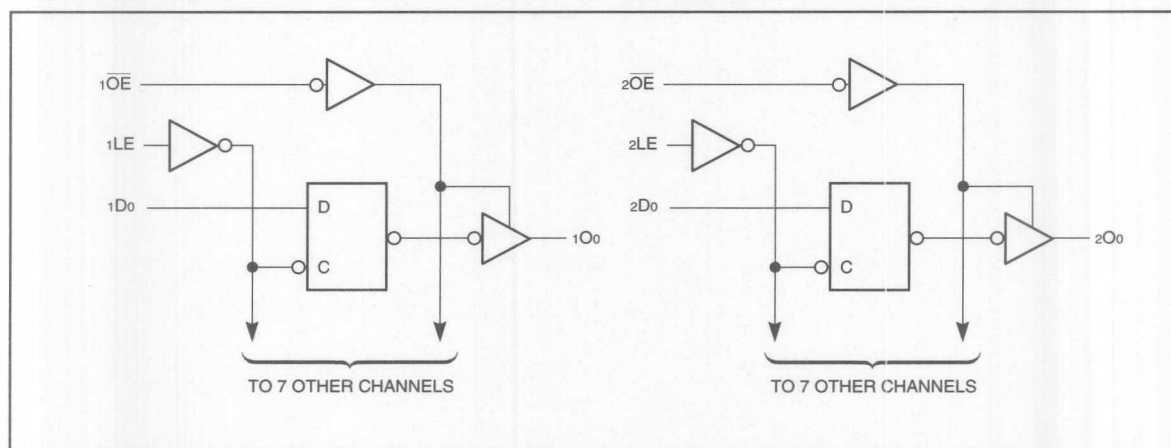 1OE
1LE
1D0
D
C
1O0
TO 7 OTHER CHANNELS
2OE
2LE
2D0
D
C
2O0
TO 7 OTHER CHANNELS